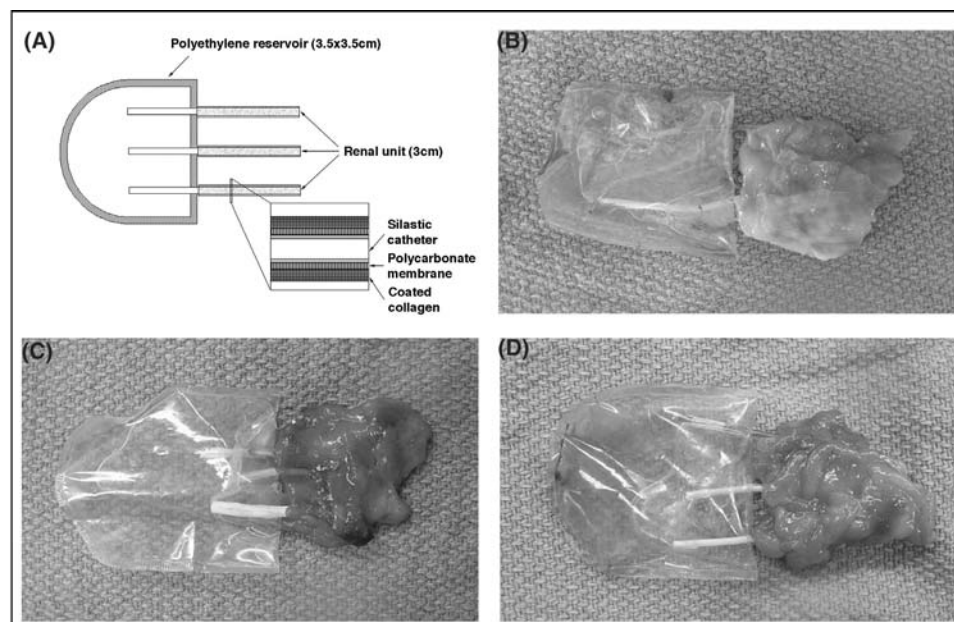 (A)
Polyethylene reservoir (3.5x3.5cm)
Renal unit (3cm)
Silastic
catheter
Polycarbonate
membrane
Coated
collagen
(B)
(C)
(D)